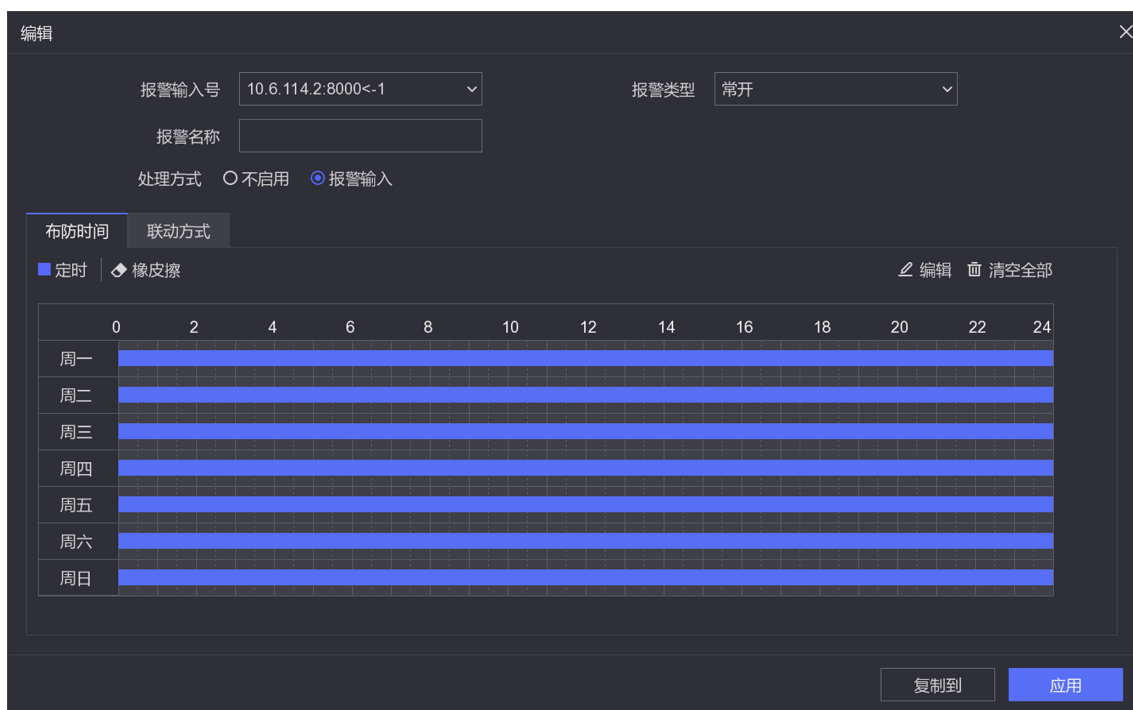 编辑
报警输入号 10.6.114.2:8000<-1 报警类型 常开
报警名称
处理方式 不启用 报警输入
布防时间 联动方式
定时 橡皮擦 编辑 清空全部
0 2 4 6 8 10 12 14 16 18 20 22 24
周一
周二
周三
周四
周五
周六
周日
复制到 应用